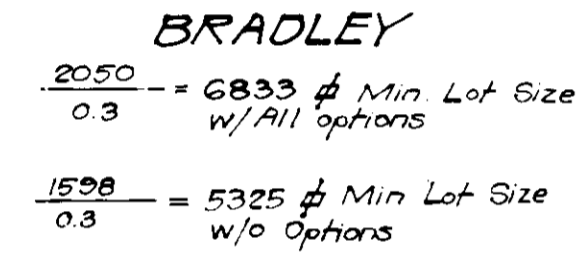 BRADLEY
2050
0.3
= 6833 ⏍ Min. Lot Size
w/ All options
1598
0.3
= 5325 ⏍ Min Lot Size
w/o Options